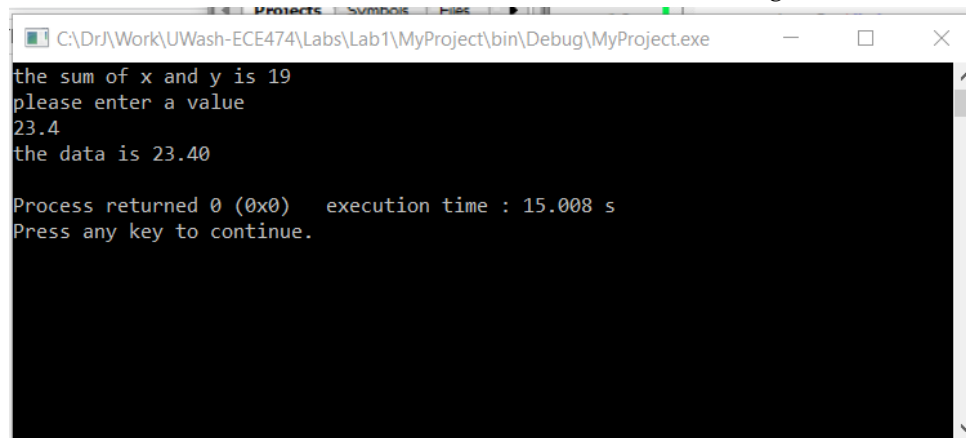 Projects Symbols Files
C:\DrJ\Work\UWash-ECE474\Labs\Lab1\MyProject\bin\Debug\MyProject.exe
the sum of x and y is 19
please enter a value
23.4
the data is 23.40
Process returned 0 (0x0)   execution time : 15.008 s
Press any key to continue.